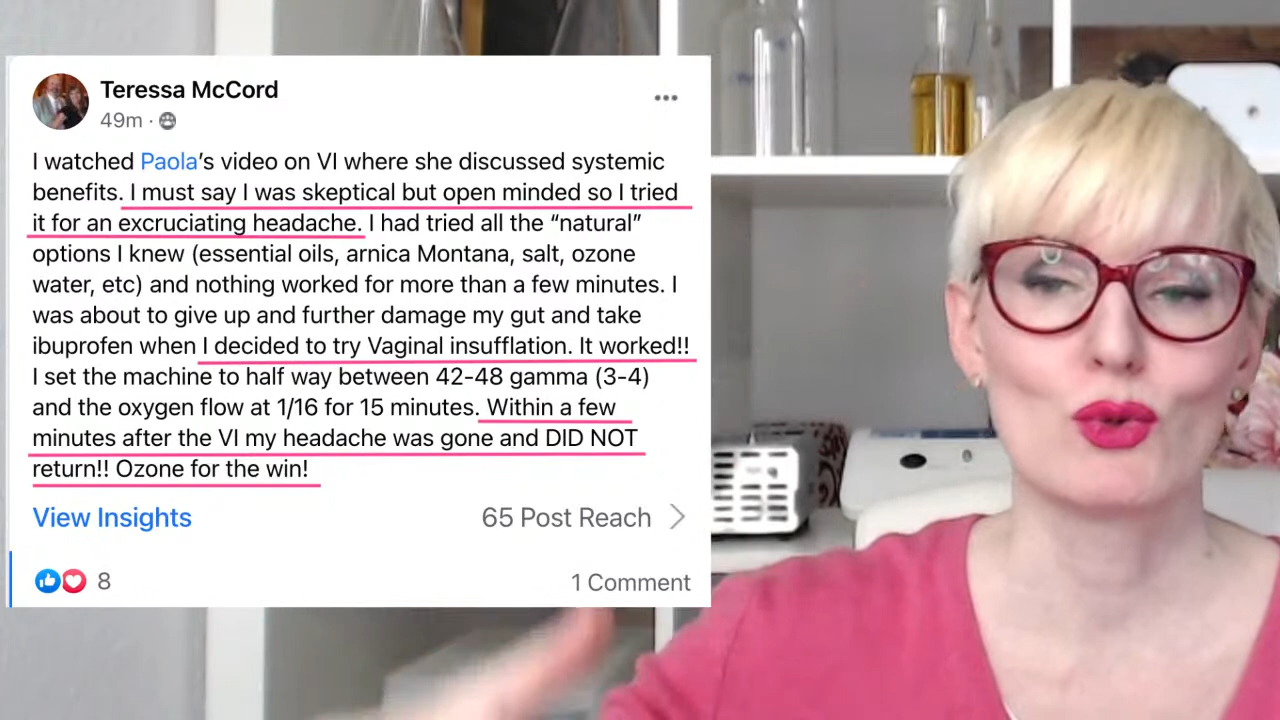 Teressa McCord
49m ·
I watched Paola's video on VI where she discussed systemic
benefits. I must say I was skeptical but open minded so I tried
it for an excruciating headache. I had tried all the “natural”
options I knew (essential oils, arnica Montana, salt, ozone
water, etc) and nothing worked for more than a few minutes. I
was about to give up and further damage my gut and take
ibuprofen when I decided to try Vaginal insufflation. It worked!!
I set the machine to half way between 42-48 gamma (3-4)
and the oxygen flow at 1/16 for 15 minutes. Within a few
minutes after the VI my headache was gone and DID NOT
return!! Ozone for the win!
View Insights
65 Post Reach
8
1 Comment